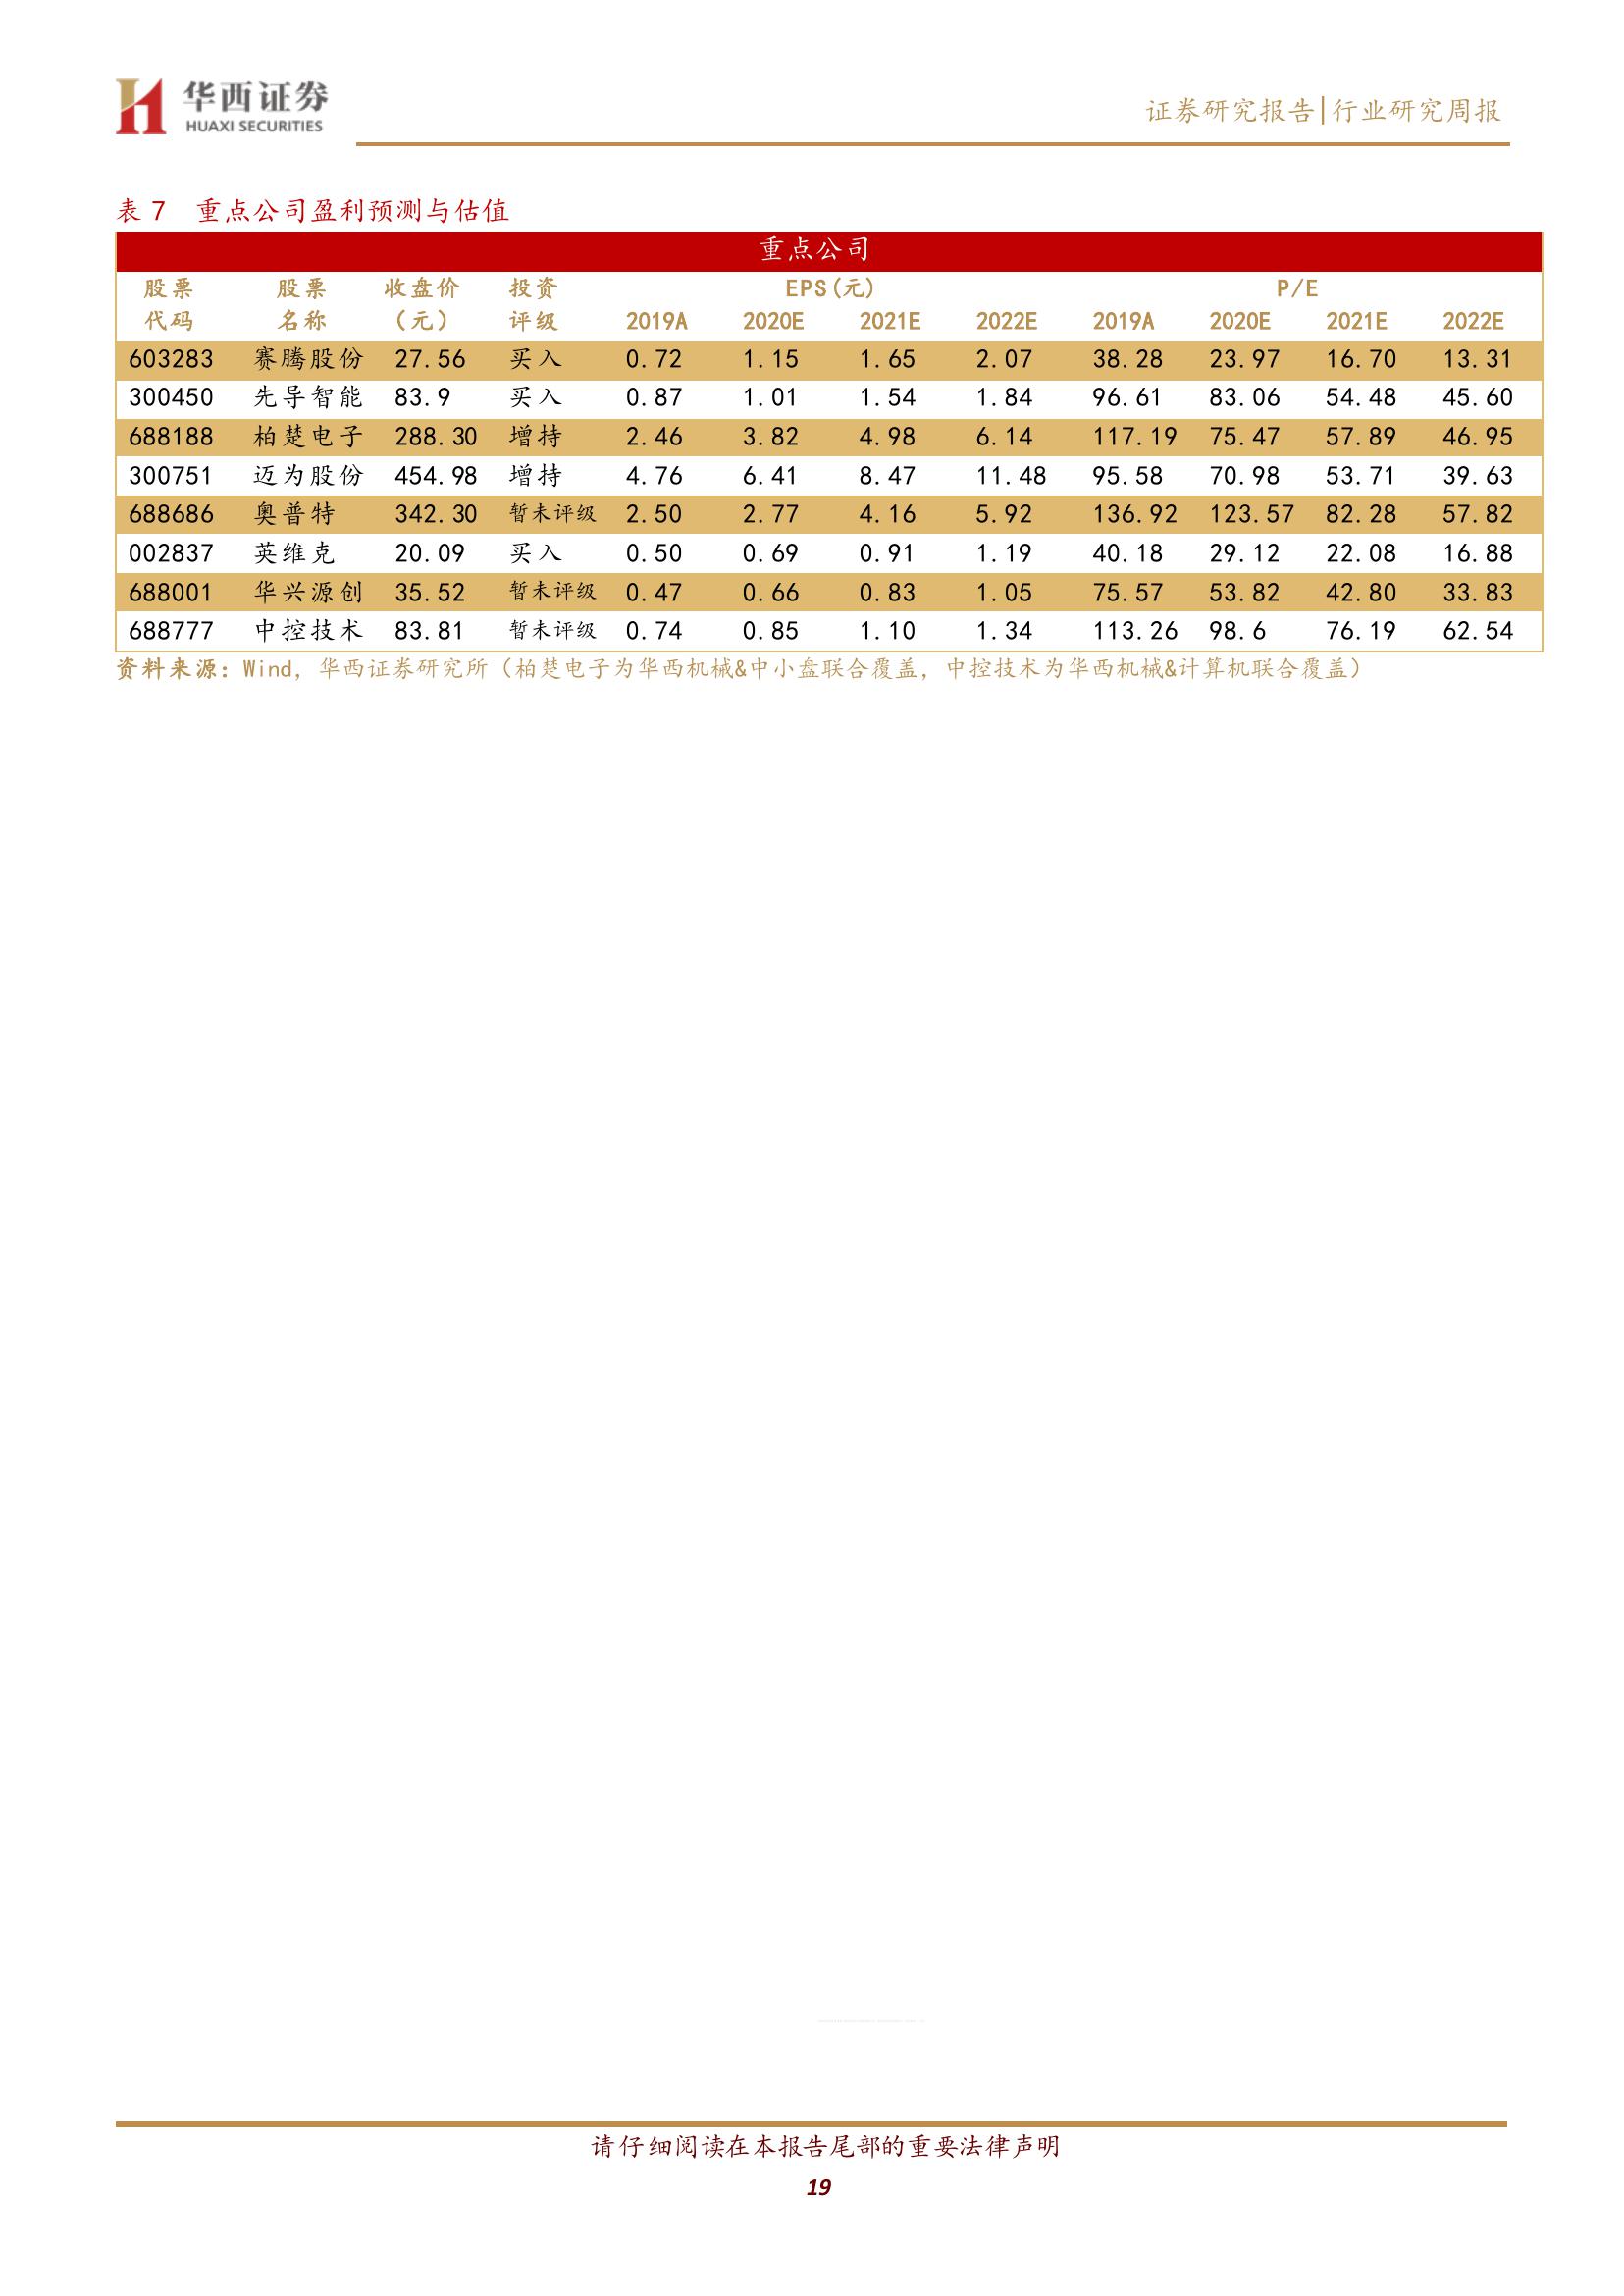 华西证券
HUAXI SECURITIES
证券研究报告|行业研究周报
表 7 重点公司盈利预测与估值
重点公司
股票 股票 收盘价 投资 EPS(元) P/E
代码 名称 （元） 评级 2019A 2020E 2021E 2022E 2019A 2020E 2021E 2022E
603283 赛腾股份 27.56 买入 0.72 1.15 1.65 2.07 38.28 23.97 16.70 13.31
300450 先导智能 83.9 买入 0.87 1.01 1.54 1.84 96.61 83.06 54.48 45.60
688188 柏楚电子 288.30 增持 2.46 3.82 4.98 6.14 117.19 75.47 57.89 46.95
300751 迈为股份 454.98 增持 4.76 6.41 8.47 11.48 95.58 70.98 53.71 39.63
688686 奥普特 342.30 暂未评级 2.50 2.77 4.16 5.92 136.92 123.57 82.28 57.82
002837 英维克 20.09 买入 0.50 0.69 0.91 1.19 40.18 29.12 22.08 16.88
688001 华兴源创 35.52 暂未评级 0.47 0.66 0.83 1.05 75.57 53.82 42.80 33.83
688777 中控技术 83.81 暂未评级 0.74 0.85 1.10 1.34 113.26 98.6 76.19 62.54
资料来源：Wind，华西证券研究所（柏楚电子为华西机械&中小盘联合覆盖，中控技术为华西机械&计算机联合覆盖）
请仔细阅读在本报告尾部的重要法律声明
19